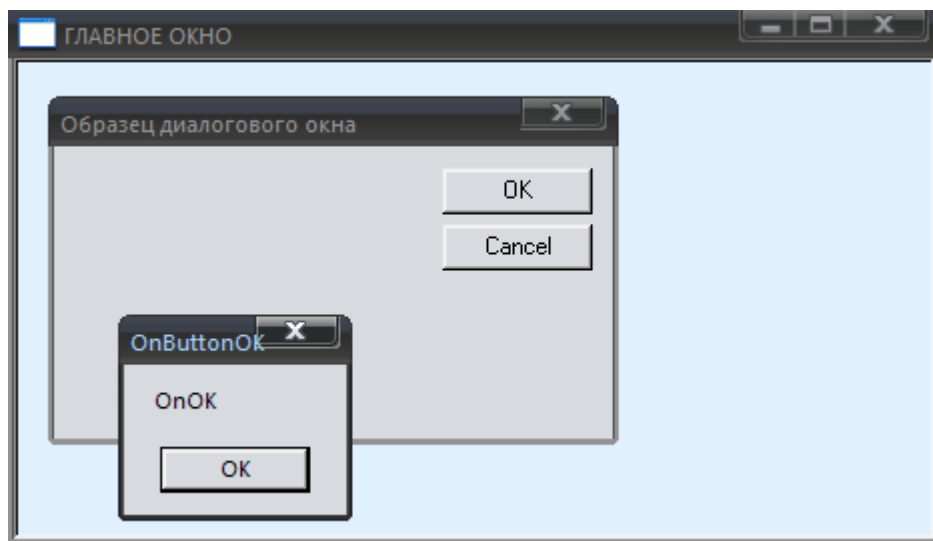 ГЛАВНОЕ ОКНО
Образец диалогового окна
OK
Cancel
OnButtonOK
OnOK
OK